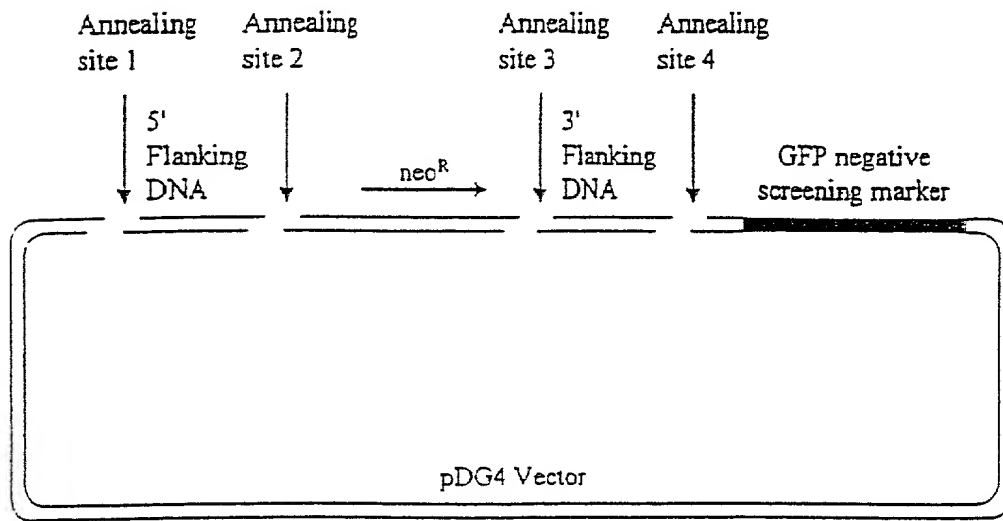 Annealing
site 1
Annealing
site 2
Annealing
site 3
Annealing
site 4
5'
Flanking
DNA
neoR
3'
Flanking
DNA
GFP negative
screening marker
pDG4 Vector